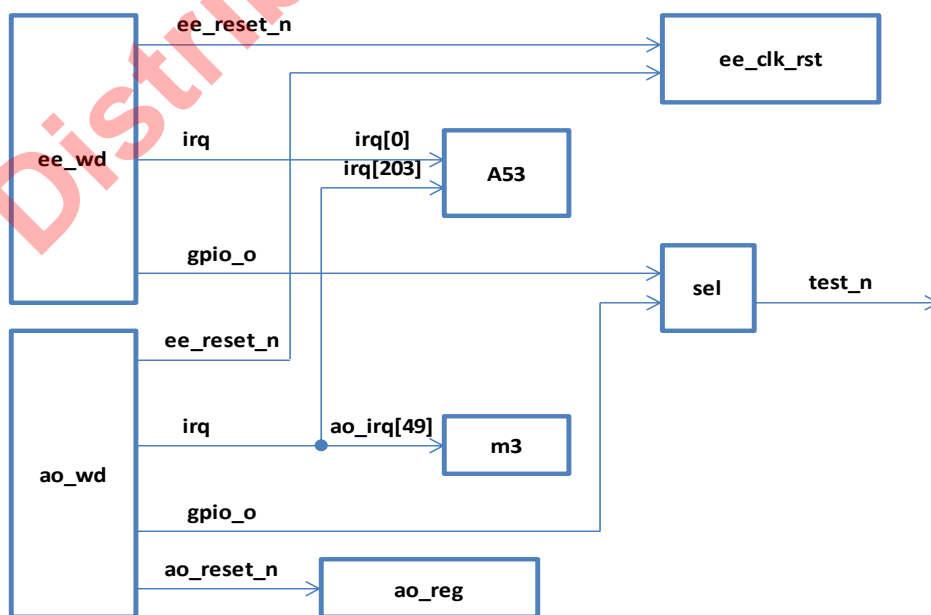 Distrib
ee_reset_n
ee_clk_rst
irq
irq[0]
ee_wd
irq[203]
A53
gpio_o
sel
test_n
ee_reset_n
irq
ao_irq[49]
m3
ao_wd
gpio_o
ao_reset_n
ao_reg